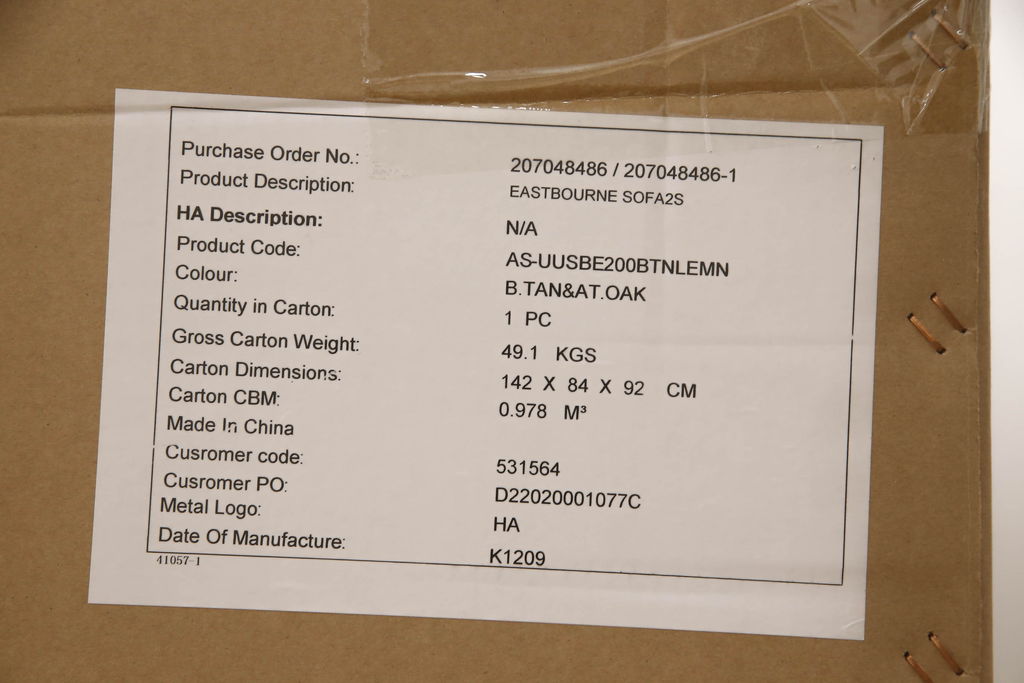 Purchase Order No.: 207048486 / 207048486-1
Product Description: EASTBOURNE SOFA2S
HA Description: N/A
Product Code: AS-UUSBE200BTNLEMN
Colour: B.TAN&AT.OAK
Quantity in Carton: 1 PC
Gross Carton Weight: 49.1 KGS
Carton Dimensions: 142 X 84 X 92 CM
Carton CBM: 0.978 M³
Made In China
Cusromer code: 531564
Cusromer PO: D22020001077C
Metal Logo: HA
Date Of Manufacture: K1209
41057-1